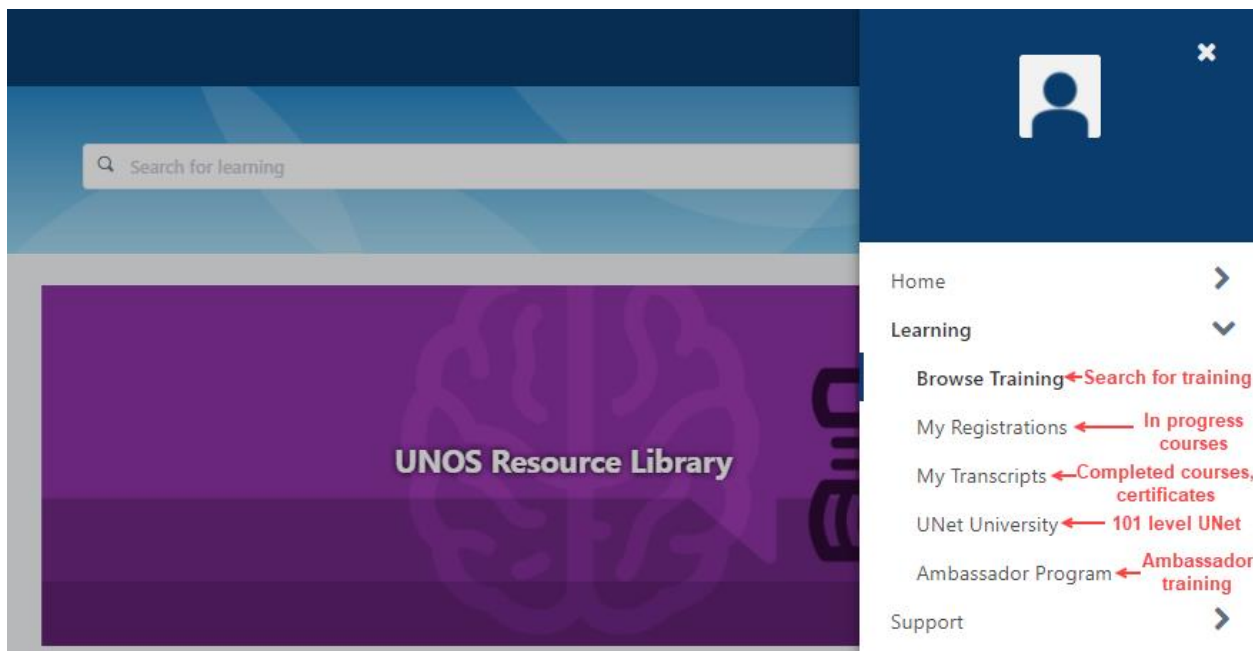 Search for learning
UNOS Resource Library
Home
Learning
Browse Training
Search for training
My Registrations
In progress
courses
My Transcripts
Completed courses,
certificates
UNet University
101 level UNet
Ambassador Program
Ambassador
training
Support